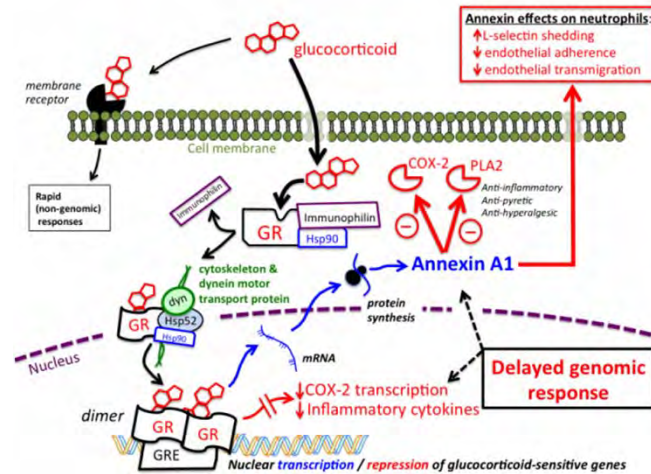 Annexin effects on neutrophils:
↑L-selectin shedding
↓endothelial adherence
↓endothelial transmigration
glucocorticoid
membrane
receptor
Cell membrane
COX-2
PLA2
Anti-inflammatory
Anti-pyretic
Anti-hyperalgesic
Rapid
(non-genomic)
responses
Immunophilin
GR
Immunophilin
Hsp90
Annexin A1
cytoskeleton &
dynein motor
transport protein
dyn
GR
Hsp52
Hsp90
protein
synthesis
Nucleus
mRNA
Delayed genomic
response
↓COX-2 transcription
↓Inflammatory cytokines
dimer
GR
GR
GRE
Nuclear transcription / repression of glucocorticoid-sensitive genes